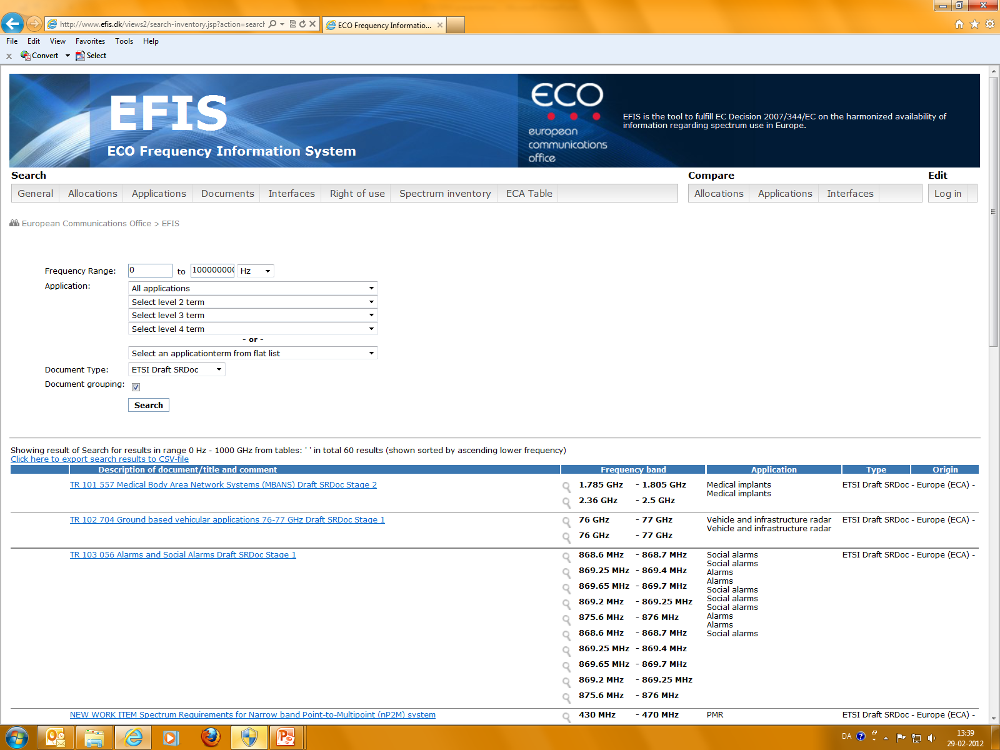 http://www.efis.dk/views2/search-inventory.jsp?action=search
ECO Frequency Informatio...
File Edit View Favorites Tools Help
x Convert Select
EFIS
ECO Frequency Information System
ECO
european
communications
office
EFIS is the tool to fulfill EC Decision 2007/344/EC on the harmonized availability of
information regarding spectrum use in Europe.
Search Compare Edit
General Allocations Applications Documents Interfaces Right of use Spectrum inventory ECA Table Allocations Applications Interfaces Log in
European Communications Office > EFIS
Frequency Range: 0 to 100000000 Hz
Application: All applications
Select level 2 term
Select level 3 term
Select level 4 term
- or -
Select an applicationterm from flat list
Document Type: ETSI Draft SRDoc
Document grouping:
Search
Showing result of Search for results in range 0 Hz - 1000 GHz from tables: ' ' in total 60 results (shown sorted by ascending lower frequency)
Click here to export search results to CSV-file
Description of document/title and comment Frequency band Application Type Origin
TR 101 557 Medical Body Area Network Systems (MBANS) Draft SRDoc Stage 2 1.785 GHz - 1.805 GHz Medical implants ETSI Draft SRDoc - Europe (ECA) -
Medical implants
2.36 GHz - 2.5 GHz
TR 102 704 Ground based vehicular applications 76-77 GHz Draft SRDoc Stage 1 76 GHz - 77 GHz Vehicle and infrastructure radar ETSI Draft SRDoc - Europe (ECA) -
Vehicle and infrastructure radar
76 GHz - 77 GHz
TR 103 056 Alarms and Social Alarms Draft SRDoc Stage 1 868.6 MHz - 868.7 MHz Social alarms ETSI Draft SRDoc - Europe (ECA) -
Social alarms
869.25 MHz - 869.4 MHz Alarms
Alarms
869.65 MHz - 869.7 MHz Social alarms
869.2 MHz - 869.25 MHz Social alarms
Social alarms
875.6 MHz - 876 MHz Alarms
Alarms
868.6 MHz - 868.7 MHz Social alarms
869.25 MHz - 869.4 MHz
869.65 MHz - 869.7 MHz
869.2 MHz - 869.25 MHz
875.6 MHz - 876 MHz
NEW WORK ITEM Spectrum Requirements for Narrow band Point-to-Multipoint (nP2M) system 430 MHz - 470 MHz PMR ETSI Draft SRDoc - Europe (ECA) -
DA 13:39
29-02-2012